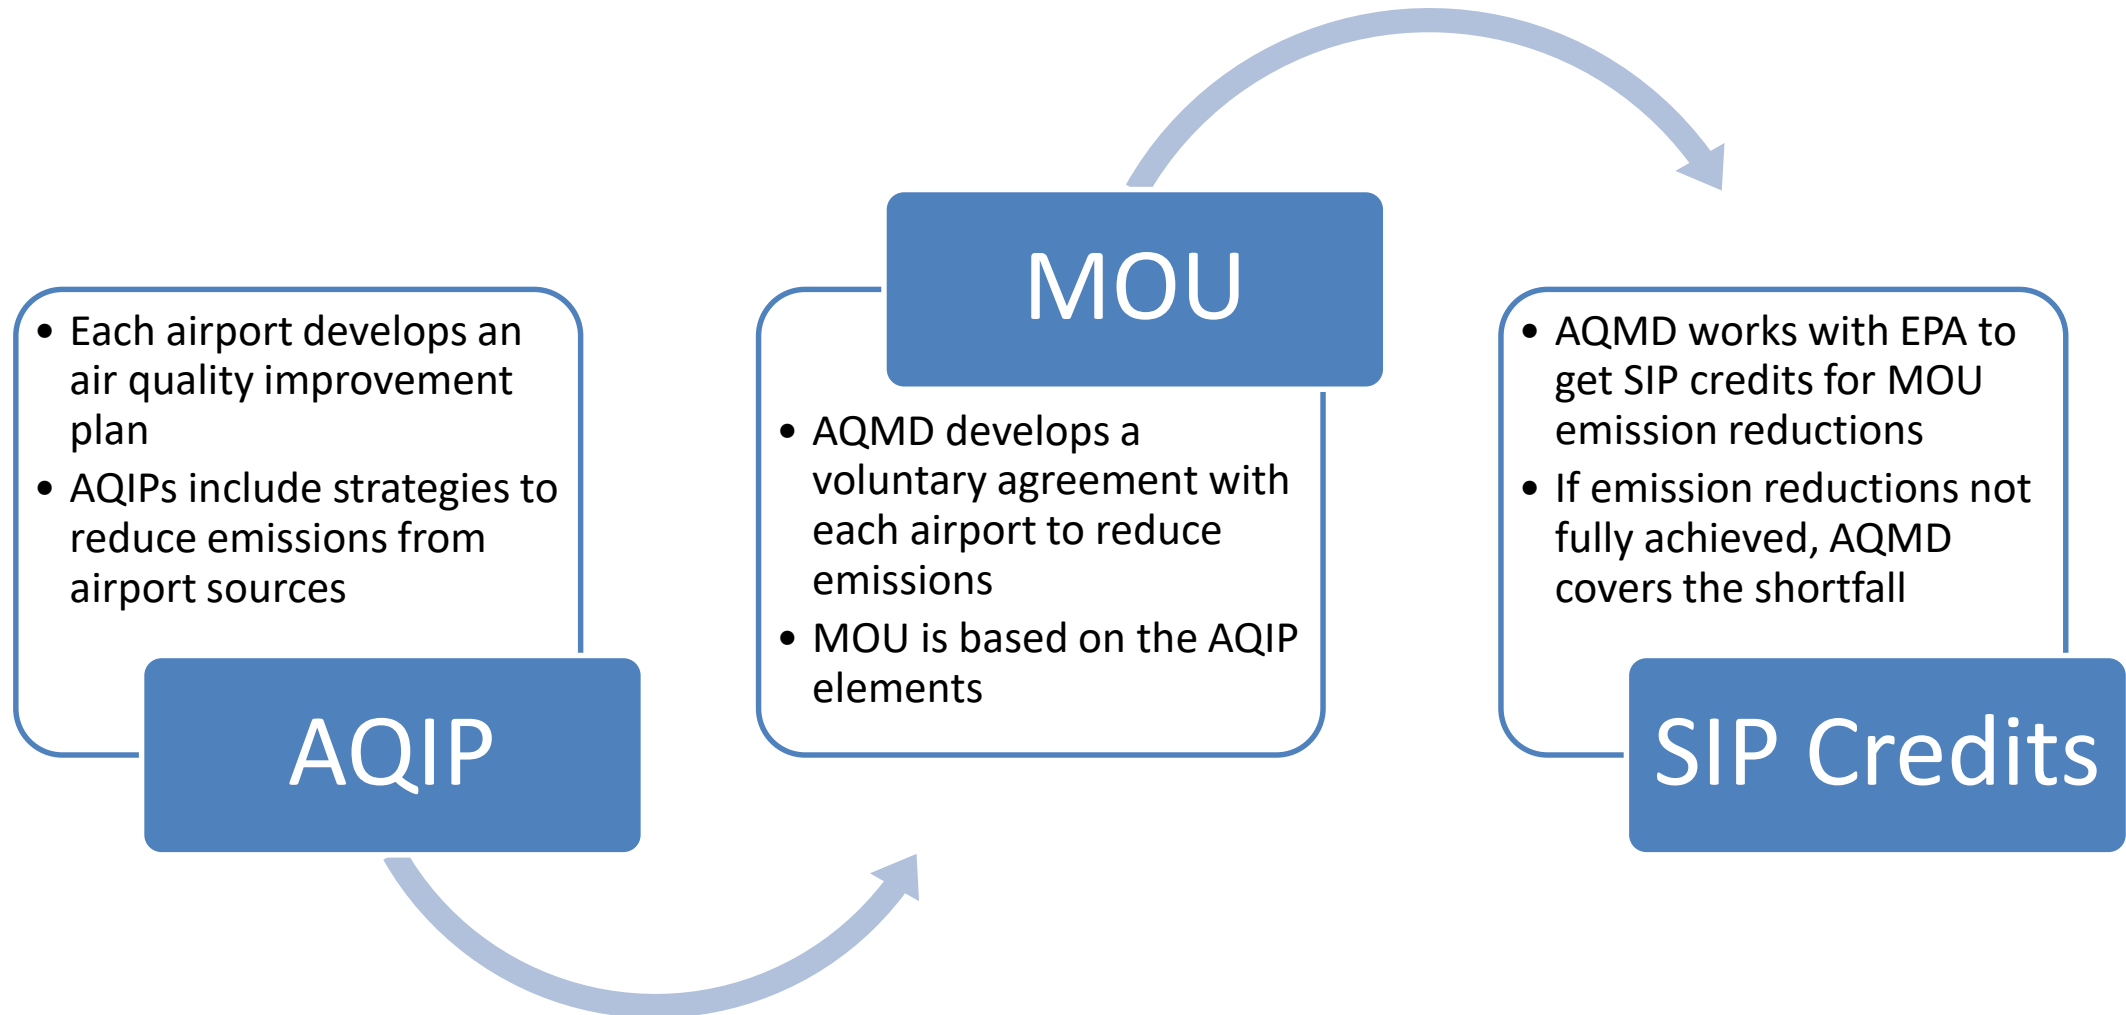 • Each airport develops an
air quality improvement
plan
• AQIPs include strategies to
reduce emissions from
airport sources
AQIP
MOU
• AQMD develops a
voluntary agreement with
each airport to reduce
emissions
• MOU is based on the AQIP
elements
• AQMD works with EPA to
get SIP credits for MOU
emission reductions
• If emission reductions not
fully achieved, AQMD
covers the shortfall
SIP Credits